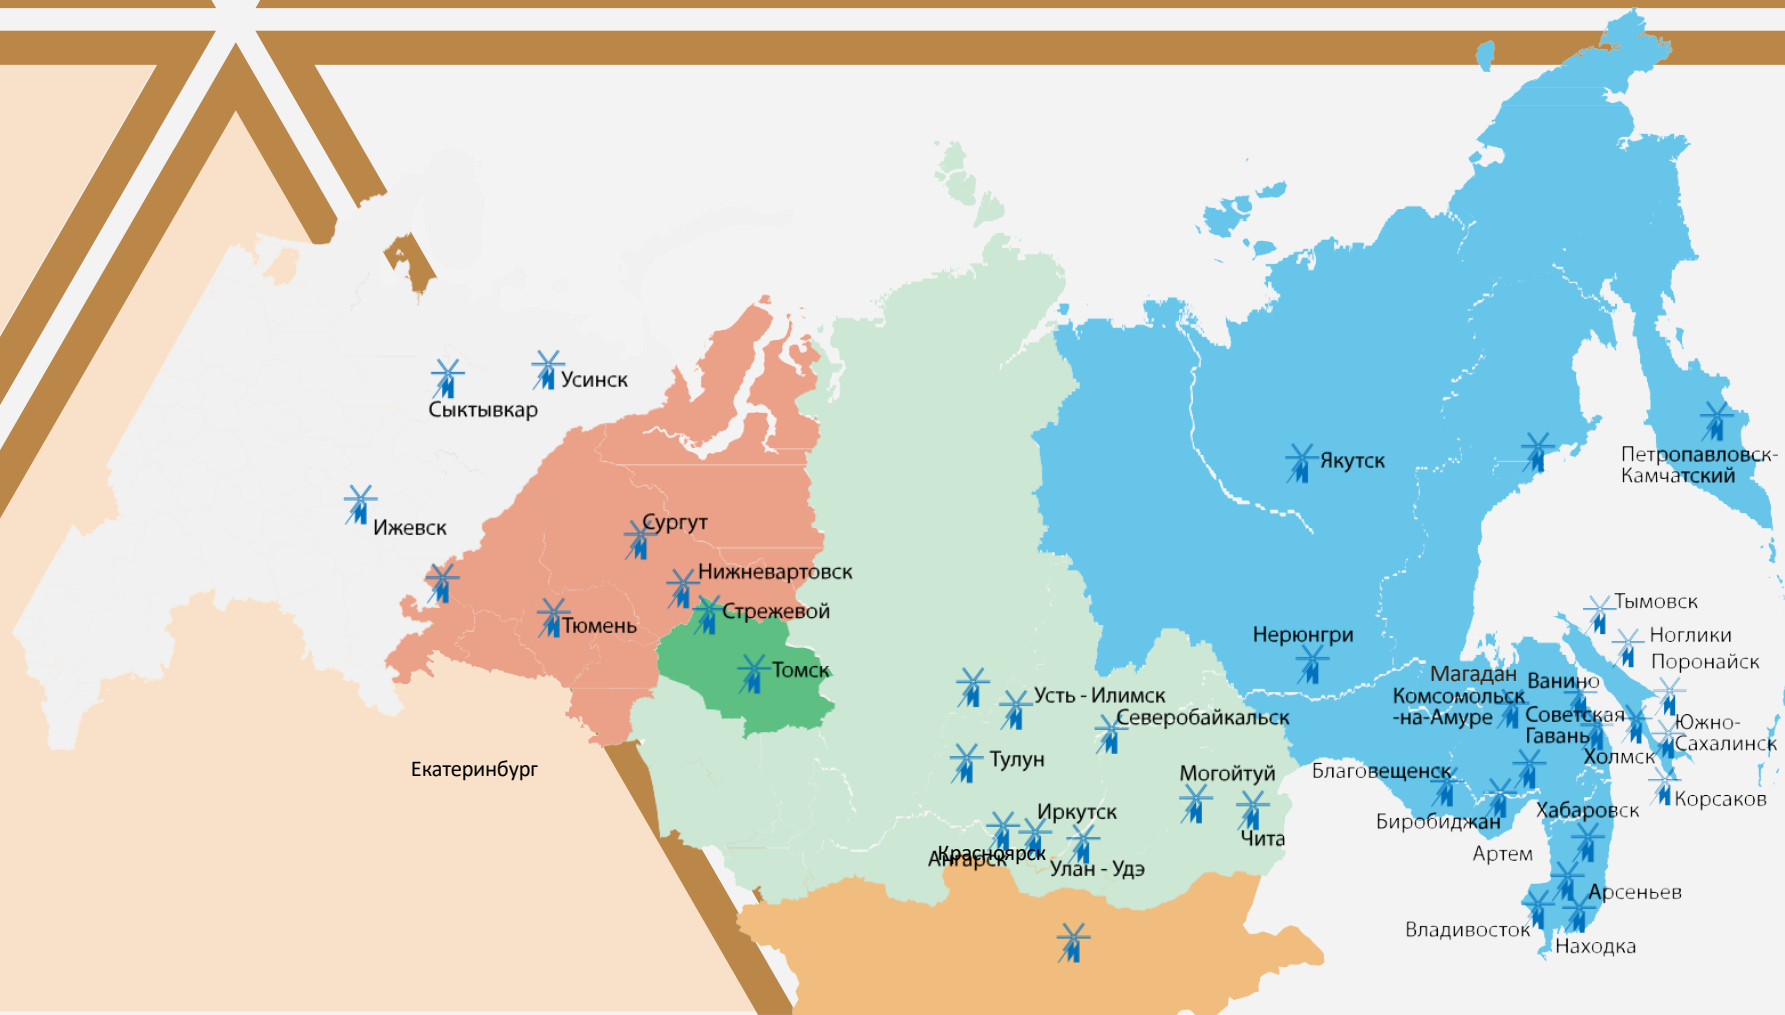 Усинск
Сыктывкар
Ижевск
Сургут
Нижневартовск
Стрежевой
Тюмень
Томск
Екатеринбург
Усть - Илимск
Северобайкальск
Тулун
Могойтуй
Иркутск
Чита
Красноярск
Ангарск
Улан - Удэ
Якутск
Петропавловск-
Камчатский
Нерюнгри
Тымовск
Ноглики
Поронайск
Магадан
Ванино
Комсомольск
-на-Амуре
Советская
Гавань
Южно-
Сахалинск
Холмск
Благовещенск
Корсаков
Хабаровск
Биробиджан
Артем
Арсеньев
Владивосток
Находка